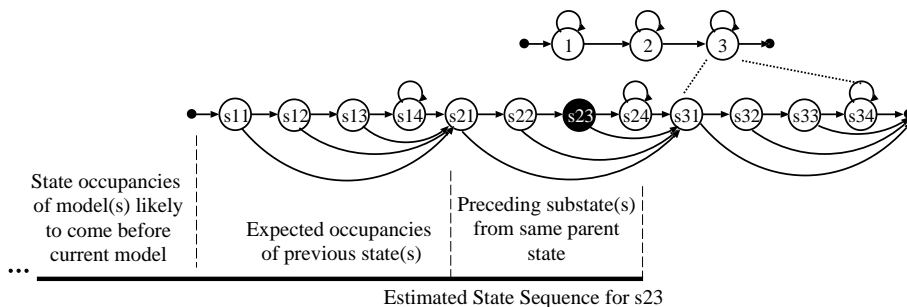 1 2 3
s11 s12 s13 s14 s21 s22 s23 s24 s31 s32 s33 s34
State occupancies
of model(s) likely
to come before
current model
Expected occupancies
of previous state(s)
Preceding substate(s)
from same parent
state
...
Estimated State Sequence for s23